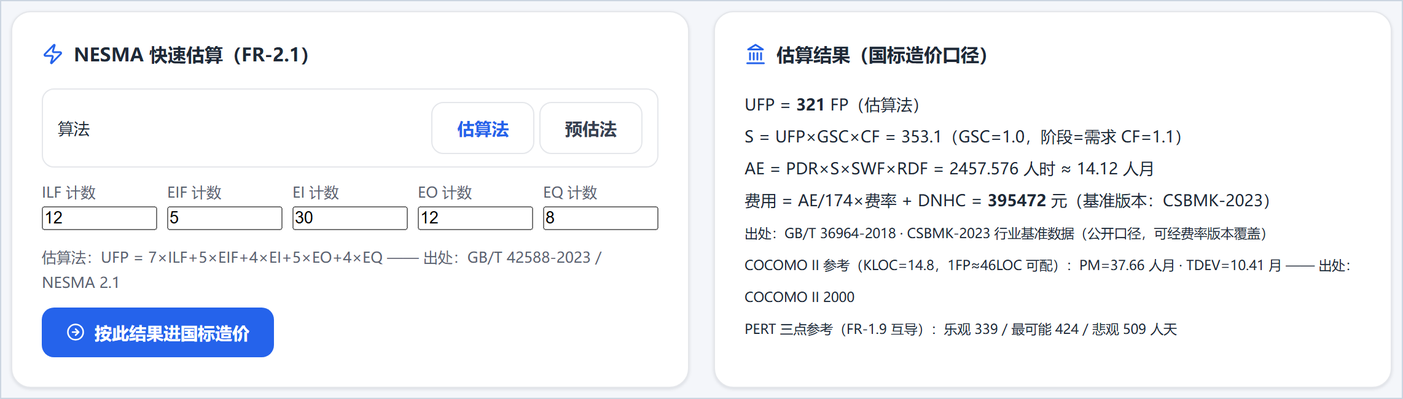 NESMA 快速估算（FR-2.1）
算法
估算法
预估法
ILF 计数
EIF 计数
EI 计数
EO 计数
EQ 计数
12
5
30
12
8
估算法：UFP = 7×ILF+5×EIF+4×EI+5×EO+4×EQ —— 出处：GB/T 42588-2023 /
NESMA 2.1
按此结果进国标造价
估算结果（国标造价口径）
UFP = 321 FP（估算法）
S = UFP×GSC×CF = 353.1（GSC=1.0，阶段=需求 CF=1.1）
AE = PDR×S×SWF×RDF = 2457.576 人时 ≈ 14.12 人月
费用 = AE/174×费率 + DNHC = 395472 元（基准版本：CSBMK-2023）
出处：GB/T 36964-2018 · CSBMK-2023 行业基准数据（公开口径，可经费率版本覆盖）
COCOMO II 参考（KLOC=14.8，1FP≈46LOC 可配）：PM=37.66 人月 · TDEV=10.41 月 —— 出处：
COCOMO II 2000
PERT 三点参考（FR-1.9 互导）：乐观 339 / 最可能 424 / 悲观 509 人天